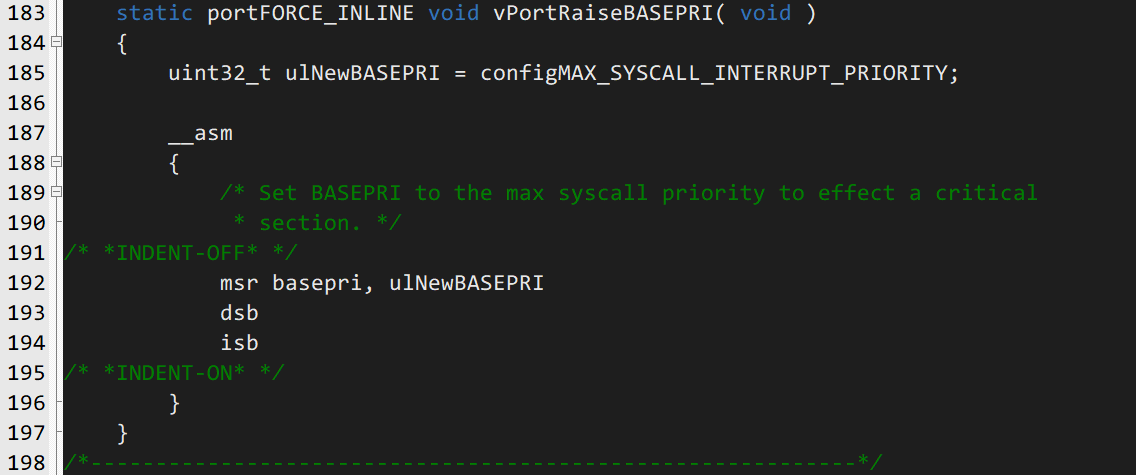 183 static portFORCE_INLINE void vPortRaiseBASEPRI( void )
184 {
185 uint32_t ulNewBASEPRI = configMAX_SYSCALL_INTERRUPT_PRIORITY;
186
187 __asm
188 {
189 /* Set BASEPRI to the max syscall priority to effect a critical
190 * section. */
191 /* *INDENT-OFF* */
192 msr basepri, ulNewBASEPRI
193 dsb
194 isb
195 /* *INDENT-ON* */
196 }
197 }
198 /*-----------------------------------------------------------*/